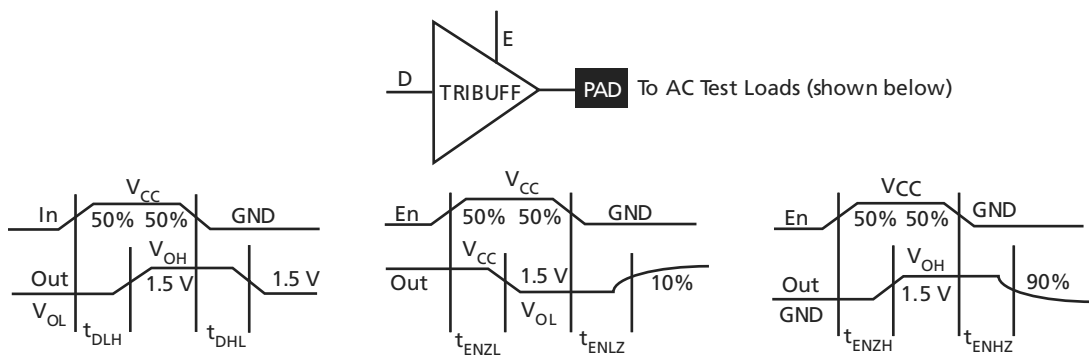 E
D
TRIBUFF
PAD To AC Test Loads (shown below)
In
VCC
50% 50%
GND
Out
VOH
1.5 V
1.5 V
VOL
tDLH
tDHL
En
VCC
50% 50%
GND
Out
VCC
1.5 V
10%
VOL
tENZL
tENLZ
En
VCC
50% 50%
GND
Out
VOH
1.5 V
90%
GND
tENZH
tENHZ